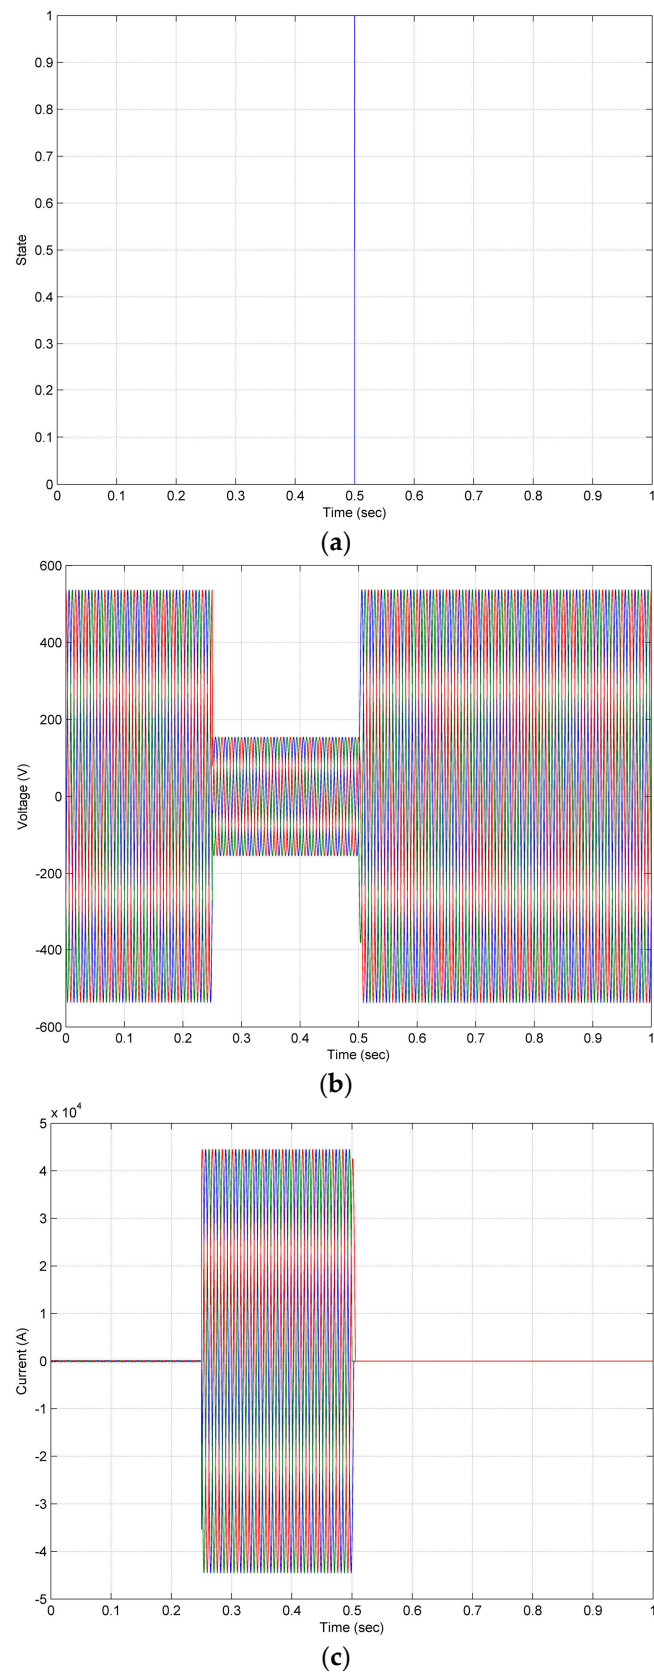 1
0.9
0.8
0.7
0.6
State
0.5
0.4
0.3
0.2
0.1
0
0 0.1 0.2 0.3 0.4 0.5 0.6 0.7 0.8 0.9 1
Time (sec)
(a)
600
400
200
Voltage (V)
0
-200
-400
-600
0 0.1 0.2 0.3 0.4 0.5 0.6 0.7 0.8 0.9 1
Time (sec)
(b)
x 10⁴
5
4
3
2
1
Current (A)
0
-1
-2
-3
-4
-5
0 0.1 0.2 0.3 0.4 0.5 0.6 0.7 0.8 0.9 1
Time (sec)
(c)